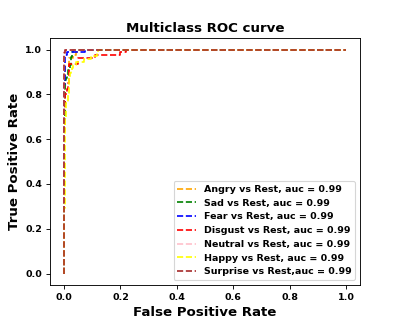 Multiclass ROC curve
True Positive Rate
1.0
0.8
0.6
0.4
0.2
0.0
Angry vs Rest, auc = 0.99
Sad vs Rest, auc = 0.99
Fear vs Rest, auc = 0.99
Disgust vs Rest, auc = 0.99
Neutral vs Rest, auc = 0.99
Happy vs Rest, auc = 0.99
Surprise vs Rest,auc = 0.99
0.0 0.2 0.4 0.6 0.8 1.0
False Positive Rate